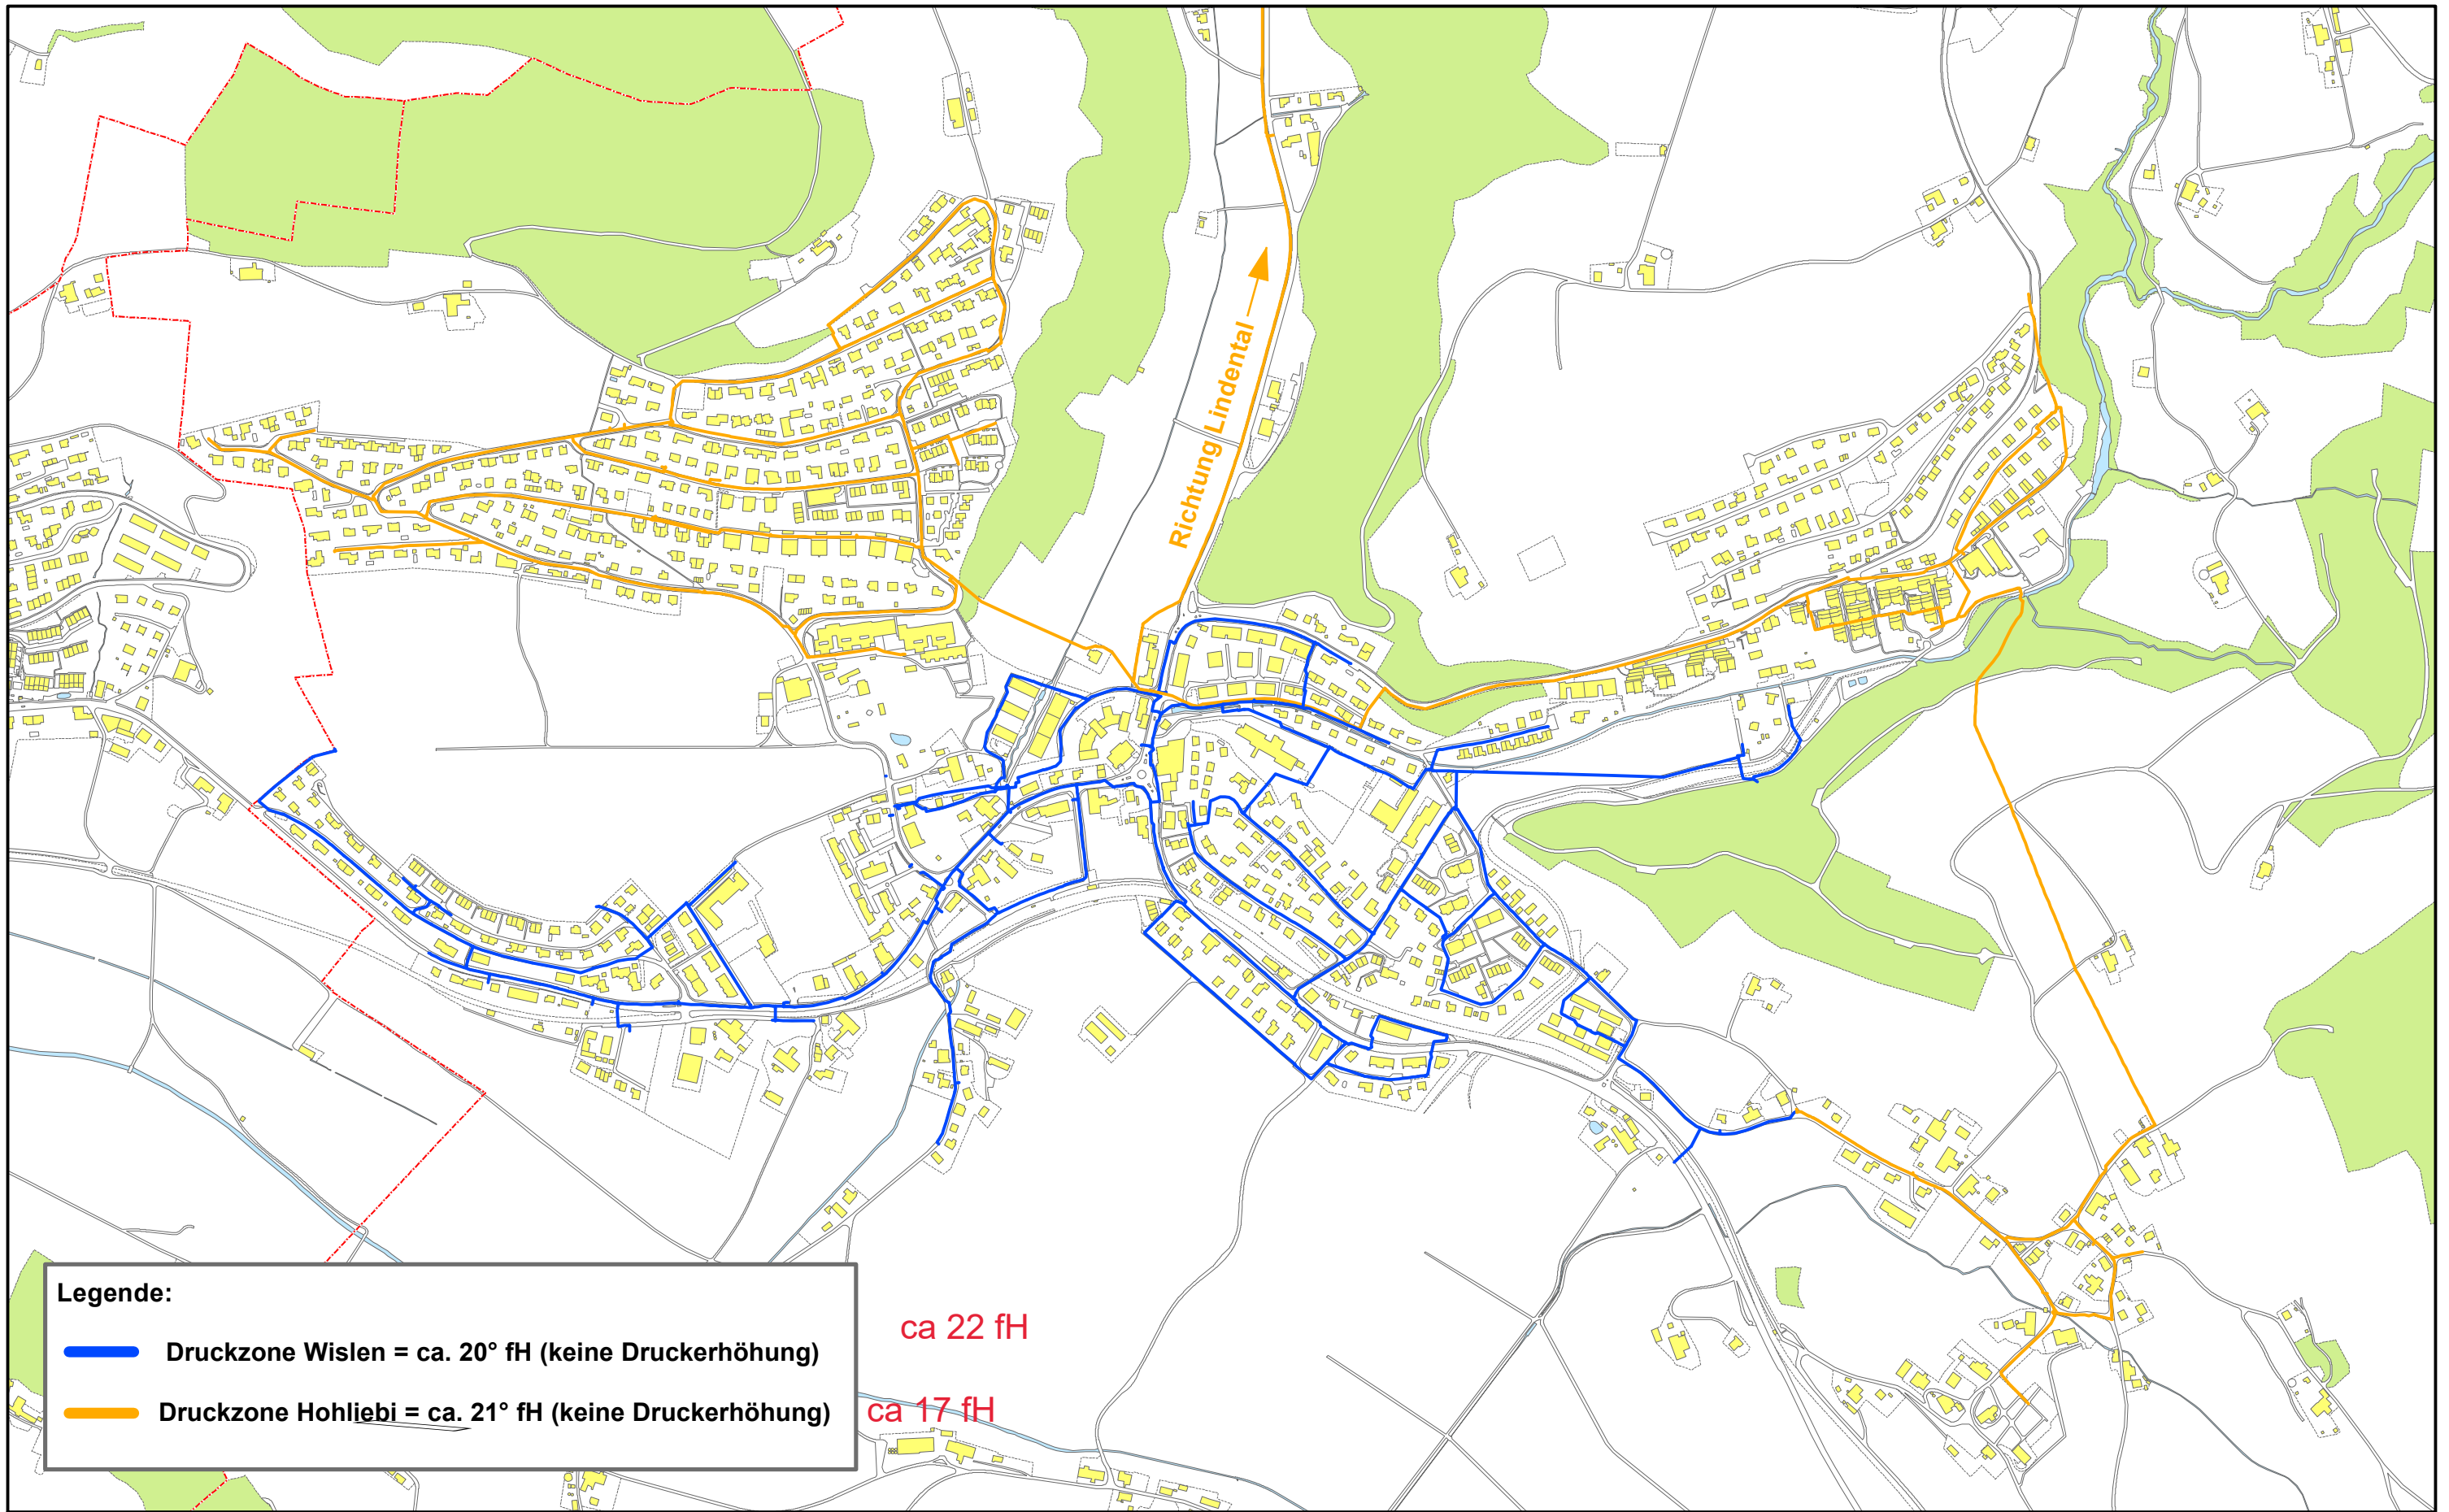 Richtung Lindental
Legende:
Druckzone Wislen = ca. 20° fH (keine Druckerhöhung)
ca 22 fH
Druckzone Hohliebi = ca. 21° fH (keine Druckerhöhung)
ca 17 fH